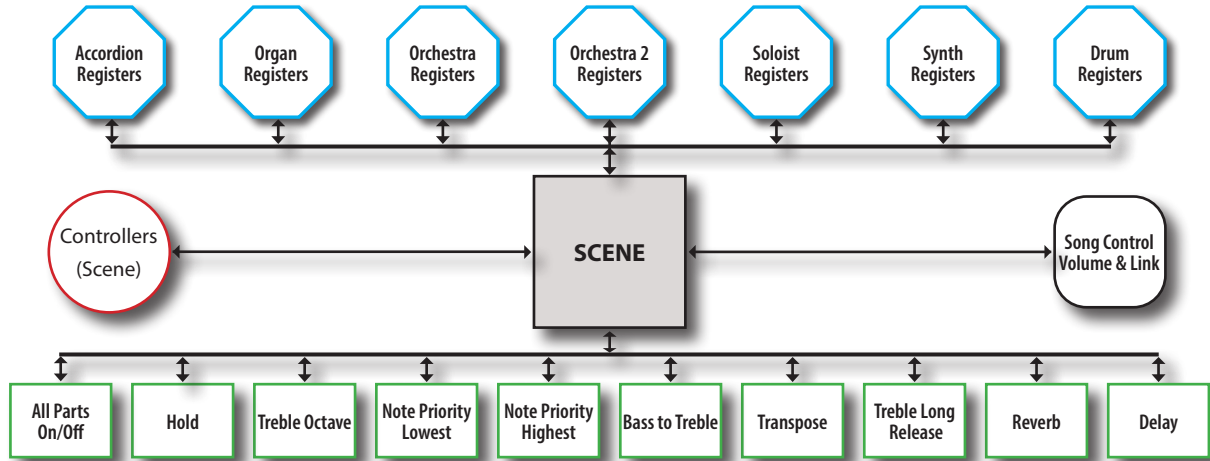 Accordion
Registers
Organ
Registers
Orchestra
Registers
Orchestra 2
Registers
Soloist
Registers
Synth
Registers
Drum
Registers
Controllers
(Scene)
SCENE
Song Control
Volume & Link
All Parts
On/Off
Hold
Treble Octave
Note Priority
Lowest
Note Priority
Highest
Bass to Treble
Transpose
Treble Long
Release
Reverb
Delay